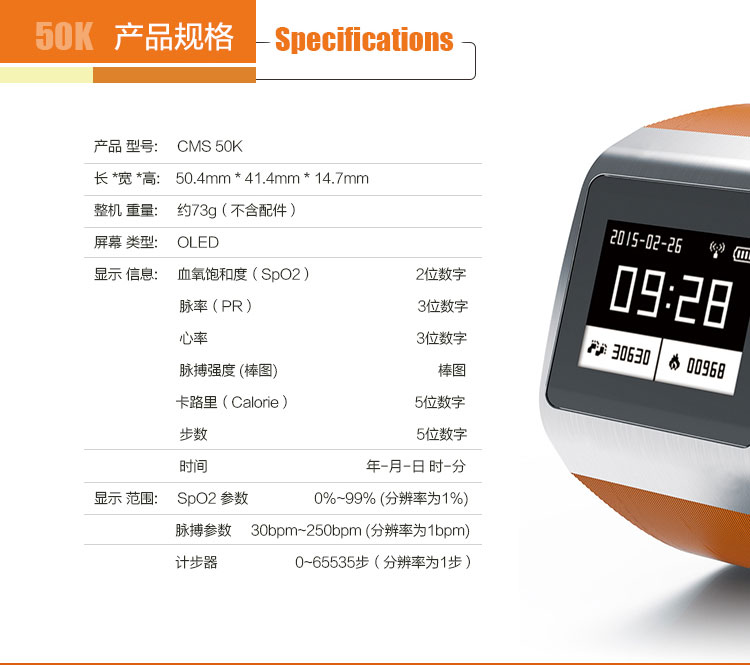 50K 产品规格 Specifications
产品 型号: CMS 50K
长 *宽 *高: 50.4mm * 41.4mm * 14.7mm
整机 重量: 约73g（不含配件）
屏幕 类型: OLED
显示 信息: 血氧饱和度（SpO2） 2位数字
脉率（PR） 3位数字
心率 3位数字
脉搏强度 (棒图) 棒图
卡路里（Calorie） 5位数字
步数 5位数字
时间 年-月-日 时-分
显示 范围: SpO2 参数 0%~99% (分辨率为1%)
脉搏参数 30bpm~250bpm (分辨率为1bpm)
计步器 0~65535步（分辨率为1步）
2015-02-26
09:28
30630 00968